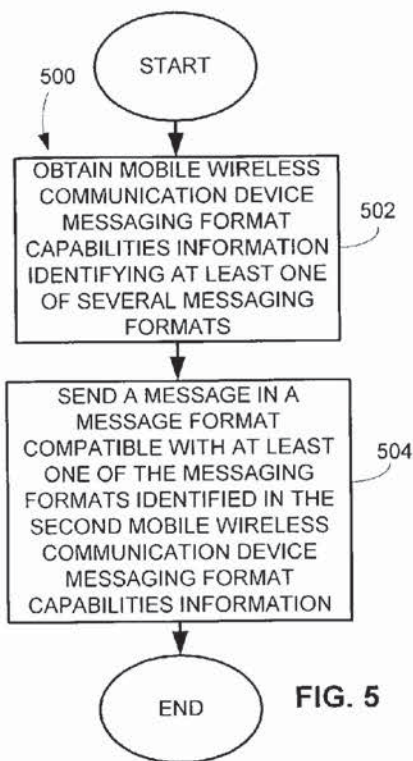 START
500
OBTAIN MOBILE WIRELESS
COMMUNICATION DEVICE
MESSAGING FORMAT
CAPABILITIES INFORMATION
IDENTIFYING AT LEAST ONE
OF SEVERAL MESSAGING
FORMATS
502
SEND A MESSAGE IN A
MESSAGE FORMAT
COMPATIBLE WITH AT LEAST
ONE OF THE MESSAGING
FORMATS IDENTIFIED IN THE
SECOND MOBILE WIRELESS
COMMUNICATION DEVICE
MESSAGING FORMAT
CAPABILITIES INFORMATION
504
END
FIG. 5